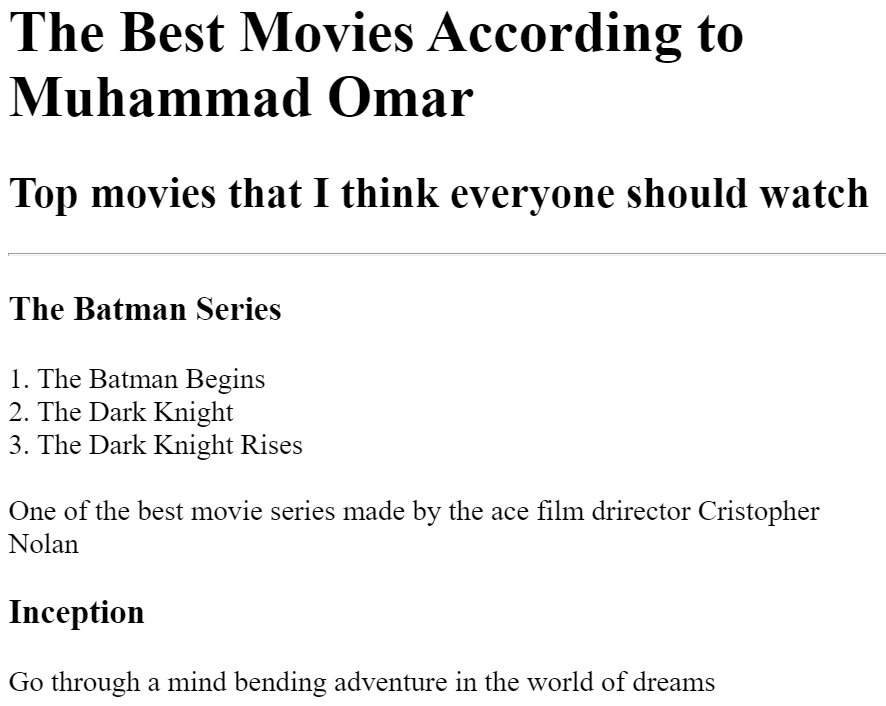 The Best Movies According to
Muhammad Omar
Top movies that I think everyone should watch
The Batman Series
1. The Batman Begins
2. The Dark Knight
3. The Dark Knight Rises
One of the best movie series made by the ace film drirector Cristopher
Nolan
Inception
Go through a mind bending adventure in the world of dreams